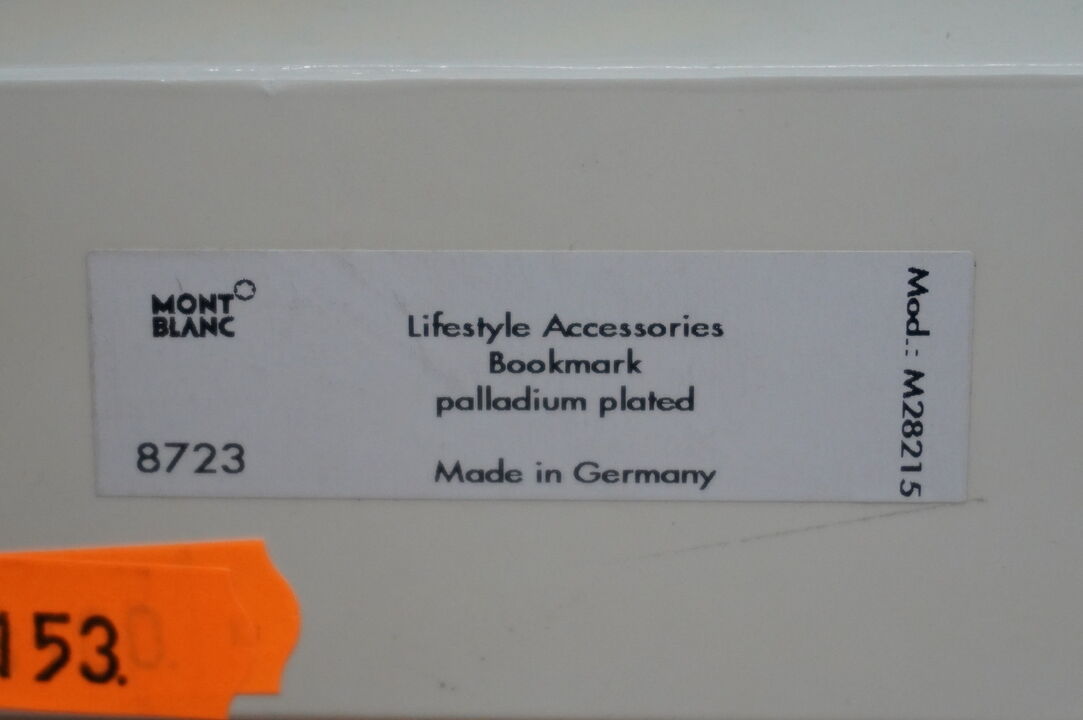 MONT
BLANC
Lifestyle Accessories
Bookmark
palladium plated
8723
Made in Germany
Mod.: M28215
153.